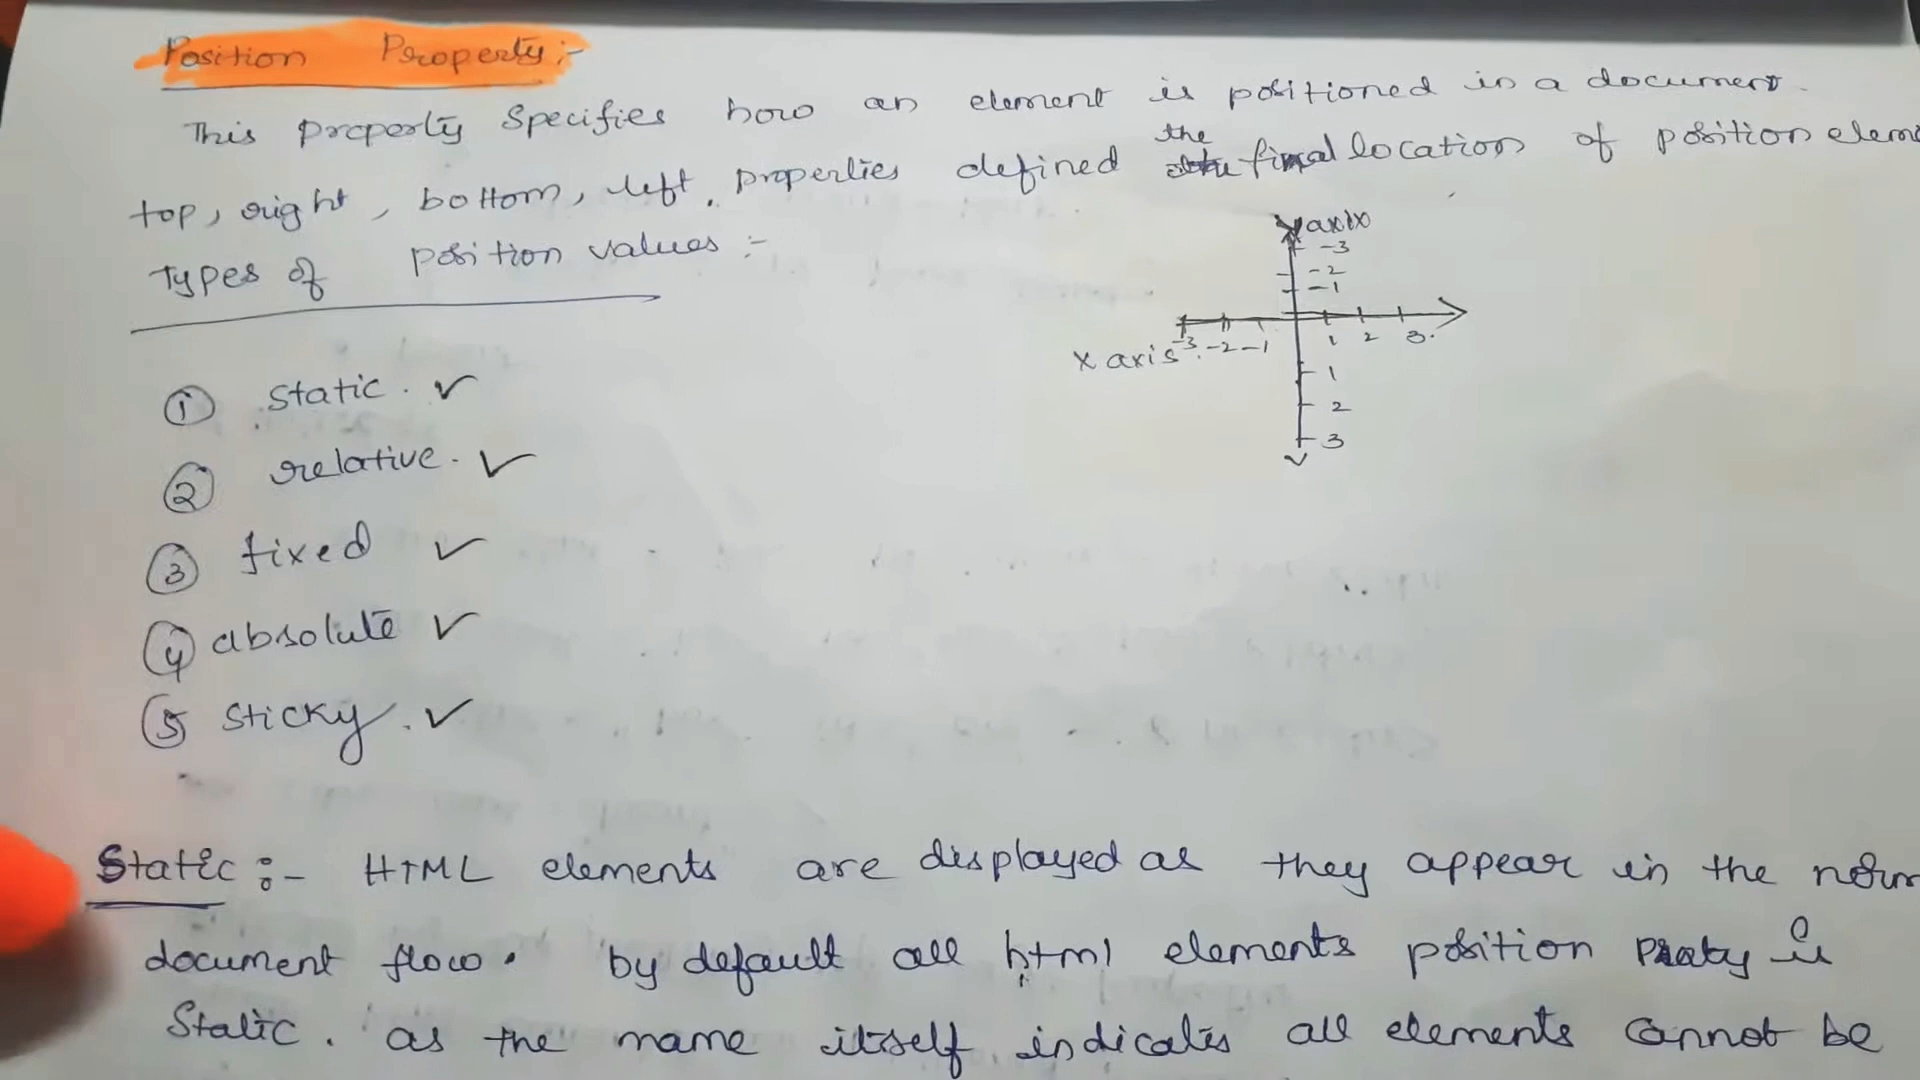 Position Property :-
This property specifies how an element is positioned in a document.
top, right, bottom, left, properties defined the final location of position elem
Types of position values :-
Y axix
-3
-2
-1
1 2 3.
X axis -3 -2 -1
1
2
3
① static. ✓
② relative. ✓
③ fixed ✓
④ absolute ✓
⑤ sticky. ✓
Static :- HTML elements are displayed as they appear in the norm
document flow. by default all html elements position is
Static. as the name itself indicates all elements cannot be